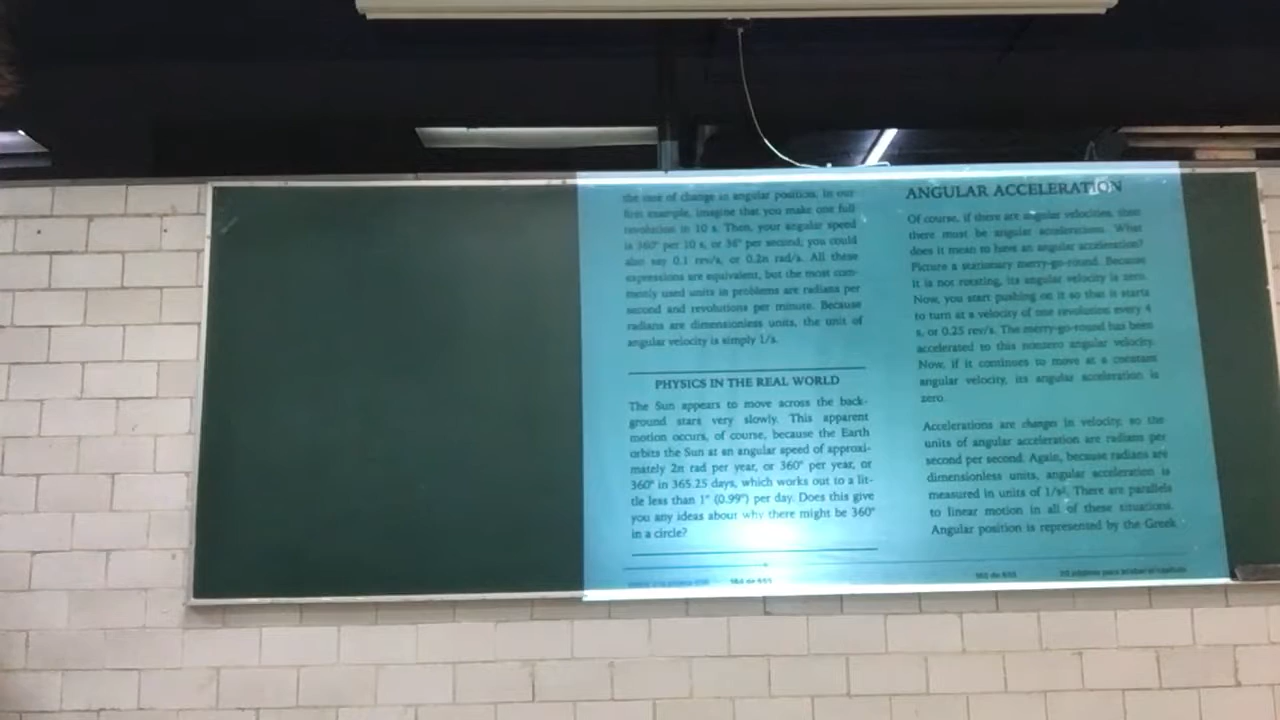 the case of change in angular position. In our
first example, imagine that you make one full
revolution in 10 s. Then, your angular speed
is 360° per 10 s, or 36° per second; you could
also say 0.1 rev/s, or 0.2π rad/s. All these
expressions are equivalent, but the most com-
monly used units in problems are radians per
second and revolutions per minute. Because
radians are dimensionless units, the unit of
angular velocity is simply 1/s.
PHYSICS IN THE REAL WORLD
The Sun appears to move across the back-
ground stars very slowly. This apparent
motion occurs, of course, because the Earth
orbits the Sun at an angular speed of approxi-
mately 2π rad per year, or 360° per year, or
360° in 365.25 days, which works out to a lit-
tle less than 1° (0.99°) per day. Does this give
you any ideas about why there might be 360°
in a circle?
164 de 655
ANGULAR ACCELERATION
Of course, if there are angular velocities, then
there must be angular accelerations. What
does it mean to have an angular acceleration?
Picture a stationary merry-go-round. Because
it is not rotating, its angular velocity is zero.
Now, you start pushing on it so that is starts
to turn at a velocity of one revolution every 4
s, or 0.25 rev/s. The merry-go-round has been
accelerated to this nonzero angular velocity.
Now, if it continues to move at a constant
angular velocity, its angular acceleration is
zero.
Accelerations are changes in velocity, so the
units of angular acceleration are radians per
second per second. Again, because radians are
dimensionless units, angular acceleration is
measured in units of 1/s². There are parallels
to linear motion in all of these situations.
Angular position is represented by the Greek
de 655 20 páginas para acabar el capítulo